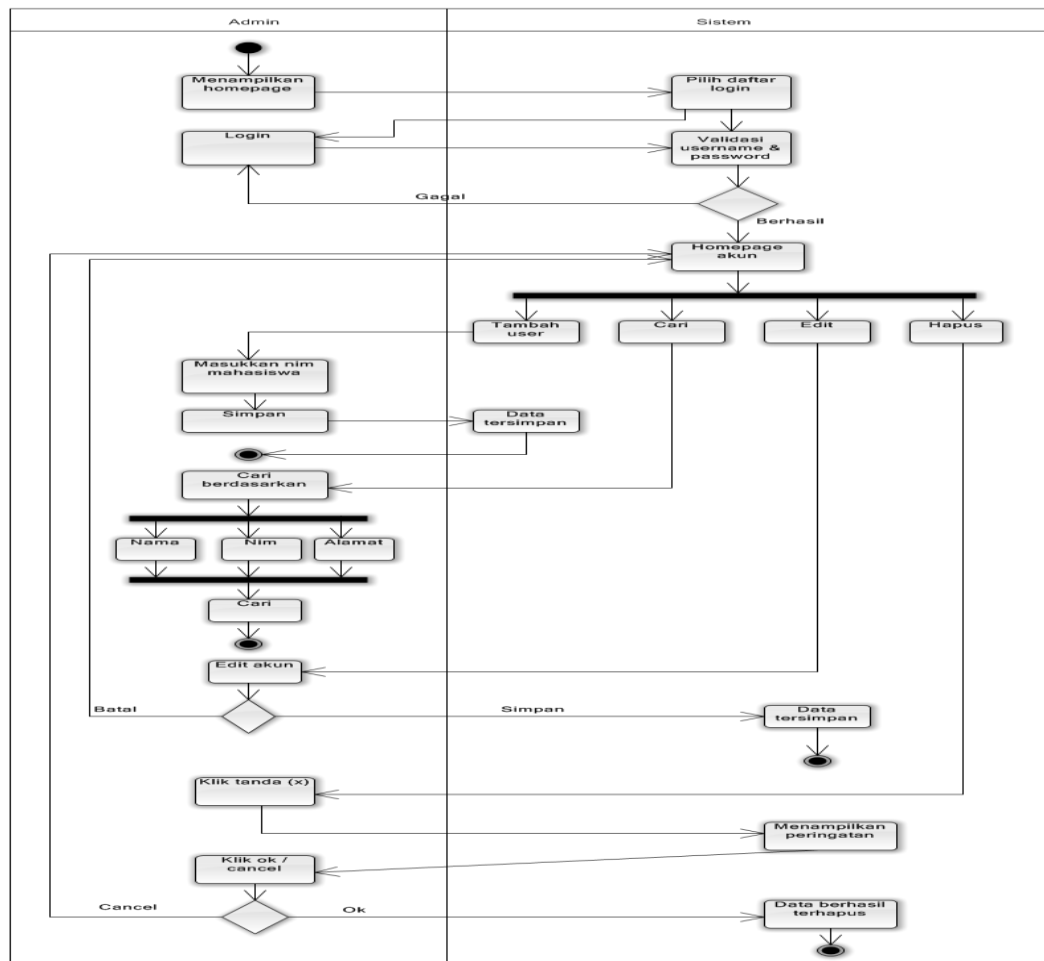 Admin
Sistem
Menampilkan
homepage
Pilih daftar
login
Login
Validasi
username &
password
Gagal
Berhasil
Homepage
akun
Tambah
user
Cari
Edit
Hapus
Masukkan nim
mahasiswa
Simpan
Data
tersimpan
Cari
berdasarkan
Nama
Nim
Alamat
Cari
Edit akun
Batal
Simpan
Data
tersimpan
Klik tanda (x)
Menampilkan
peringatan
Klik ok /
cancel
Cancel
Ok
Data berhasil
terhapus